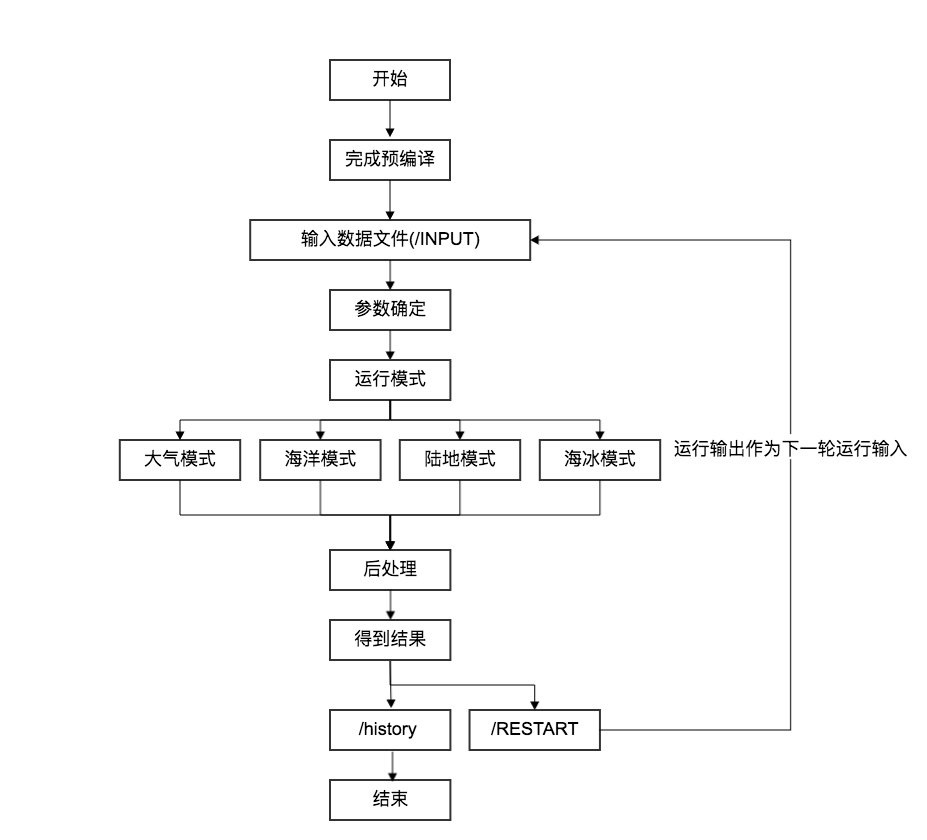 开始
完成预编译
输入数据文件(/INPUT)
参数确定
运行模式
大气模式
海洋模式
陆地模式
海冰模式
运行输出作为下一轮运行输入
后处理
得到结果
/history
/RESTART
结束